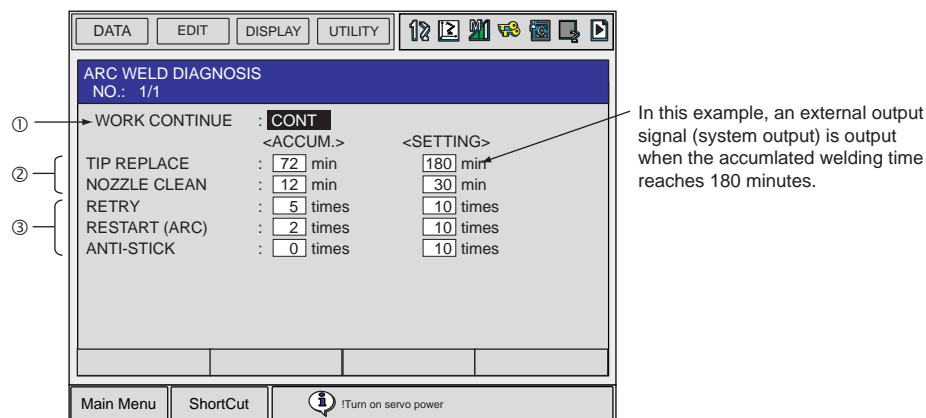 DATA EDIT DISPLAY UTILITY
ARC WELD DIAGNOSIS
NO.: 1/1
① WORK CONTINUE : CONT
<ACCUM.> <SETTING>
② TIP REPLACE : 72 min 180 min
NOZZLE CLEAN : 12 min 30 min
③ RETRY : 5 times 10 times
RESTART (ARC) : 2 times 10 times
ANTI-STICK : 0 times 10 times
Main Menu ShortCut !Turn on servo power
In this example, an external output
signal (system output) is output
when the accumlated welding time
reaches 180 minutes.